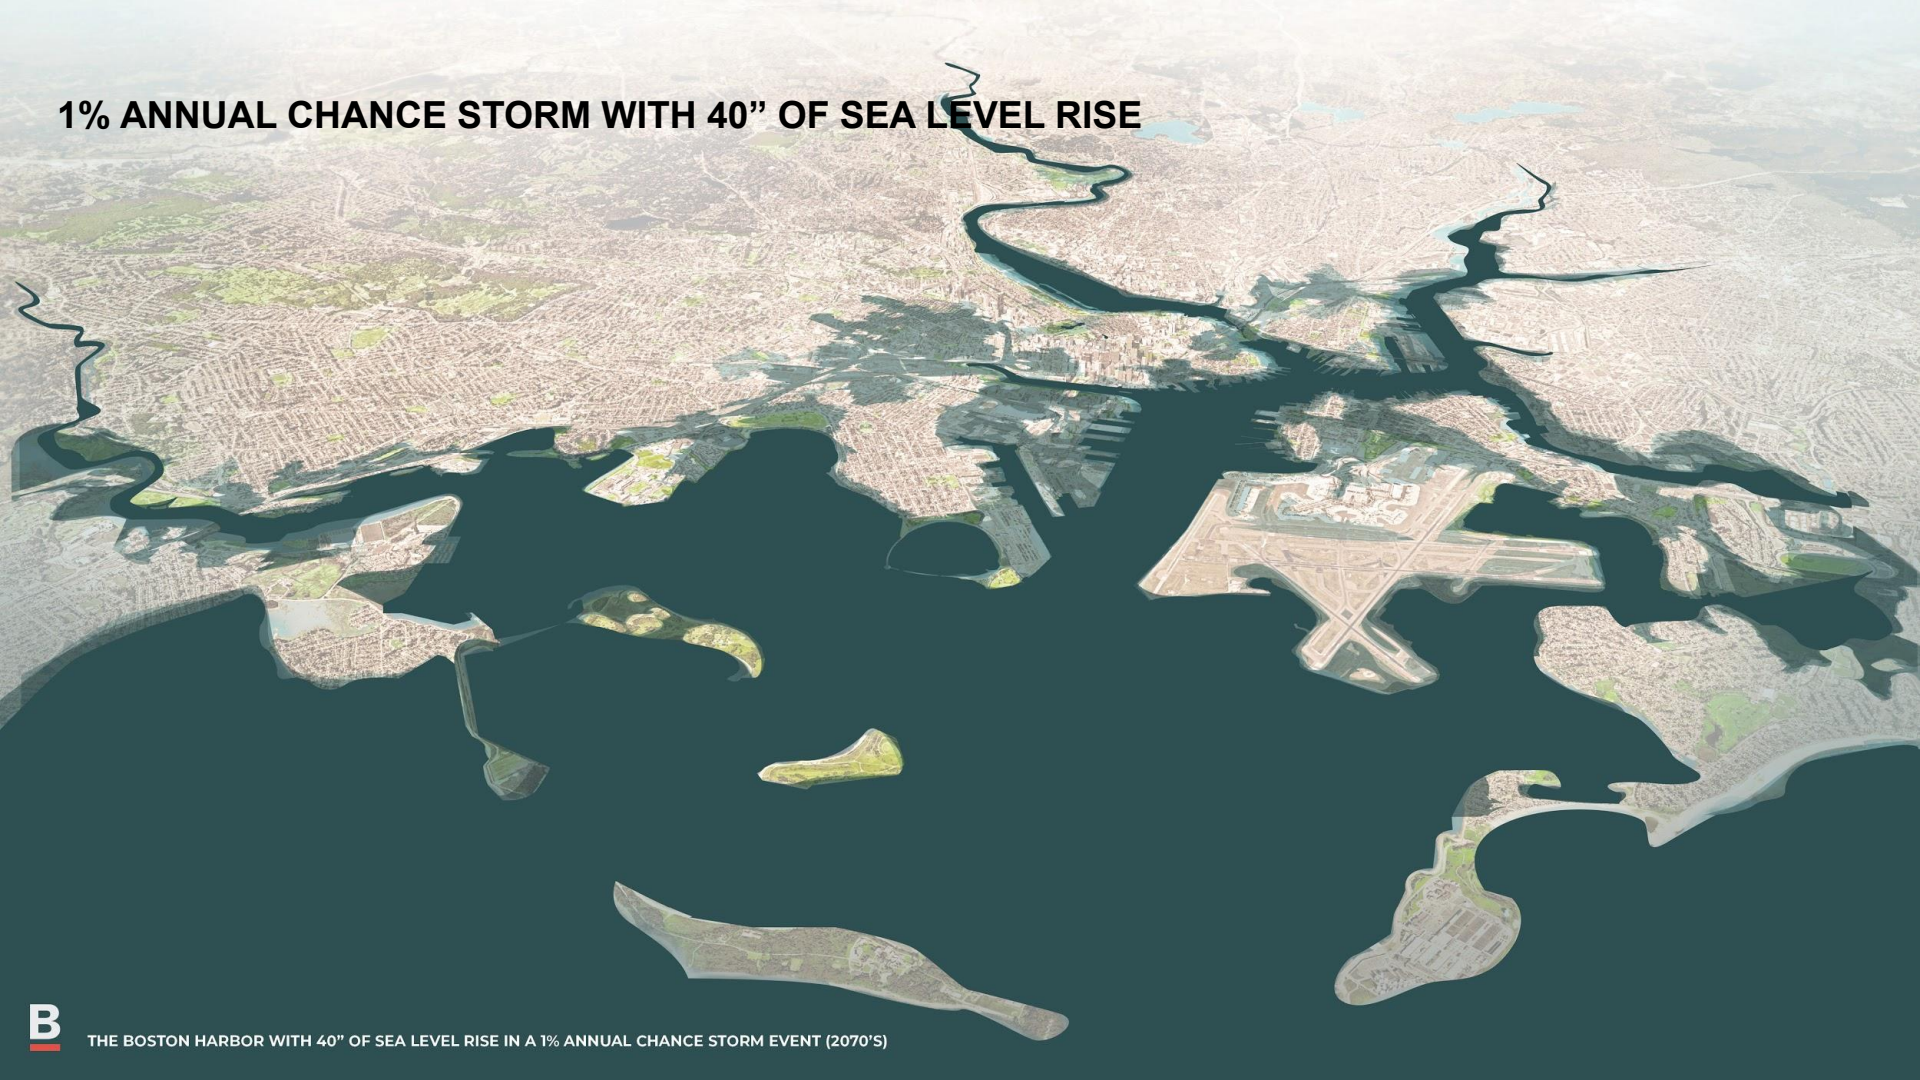 1% ANNUAL CHANCE STORM WITH 40” OF SEA LEVEL RISE
B
THE BOSTON HARBOR WITH 40” OF SEA LEVEL RISE IN A 1% ANNUAL CHANCE STORM EVENT (2070’S)